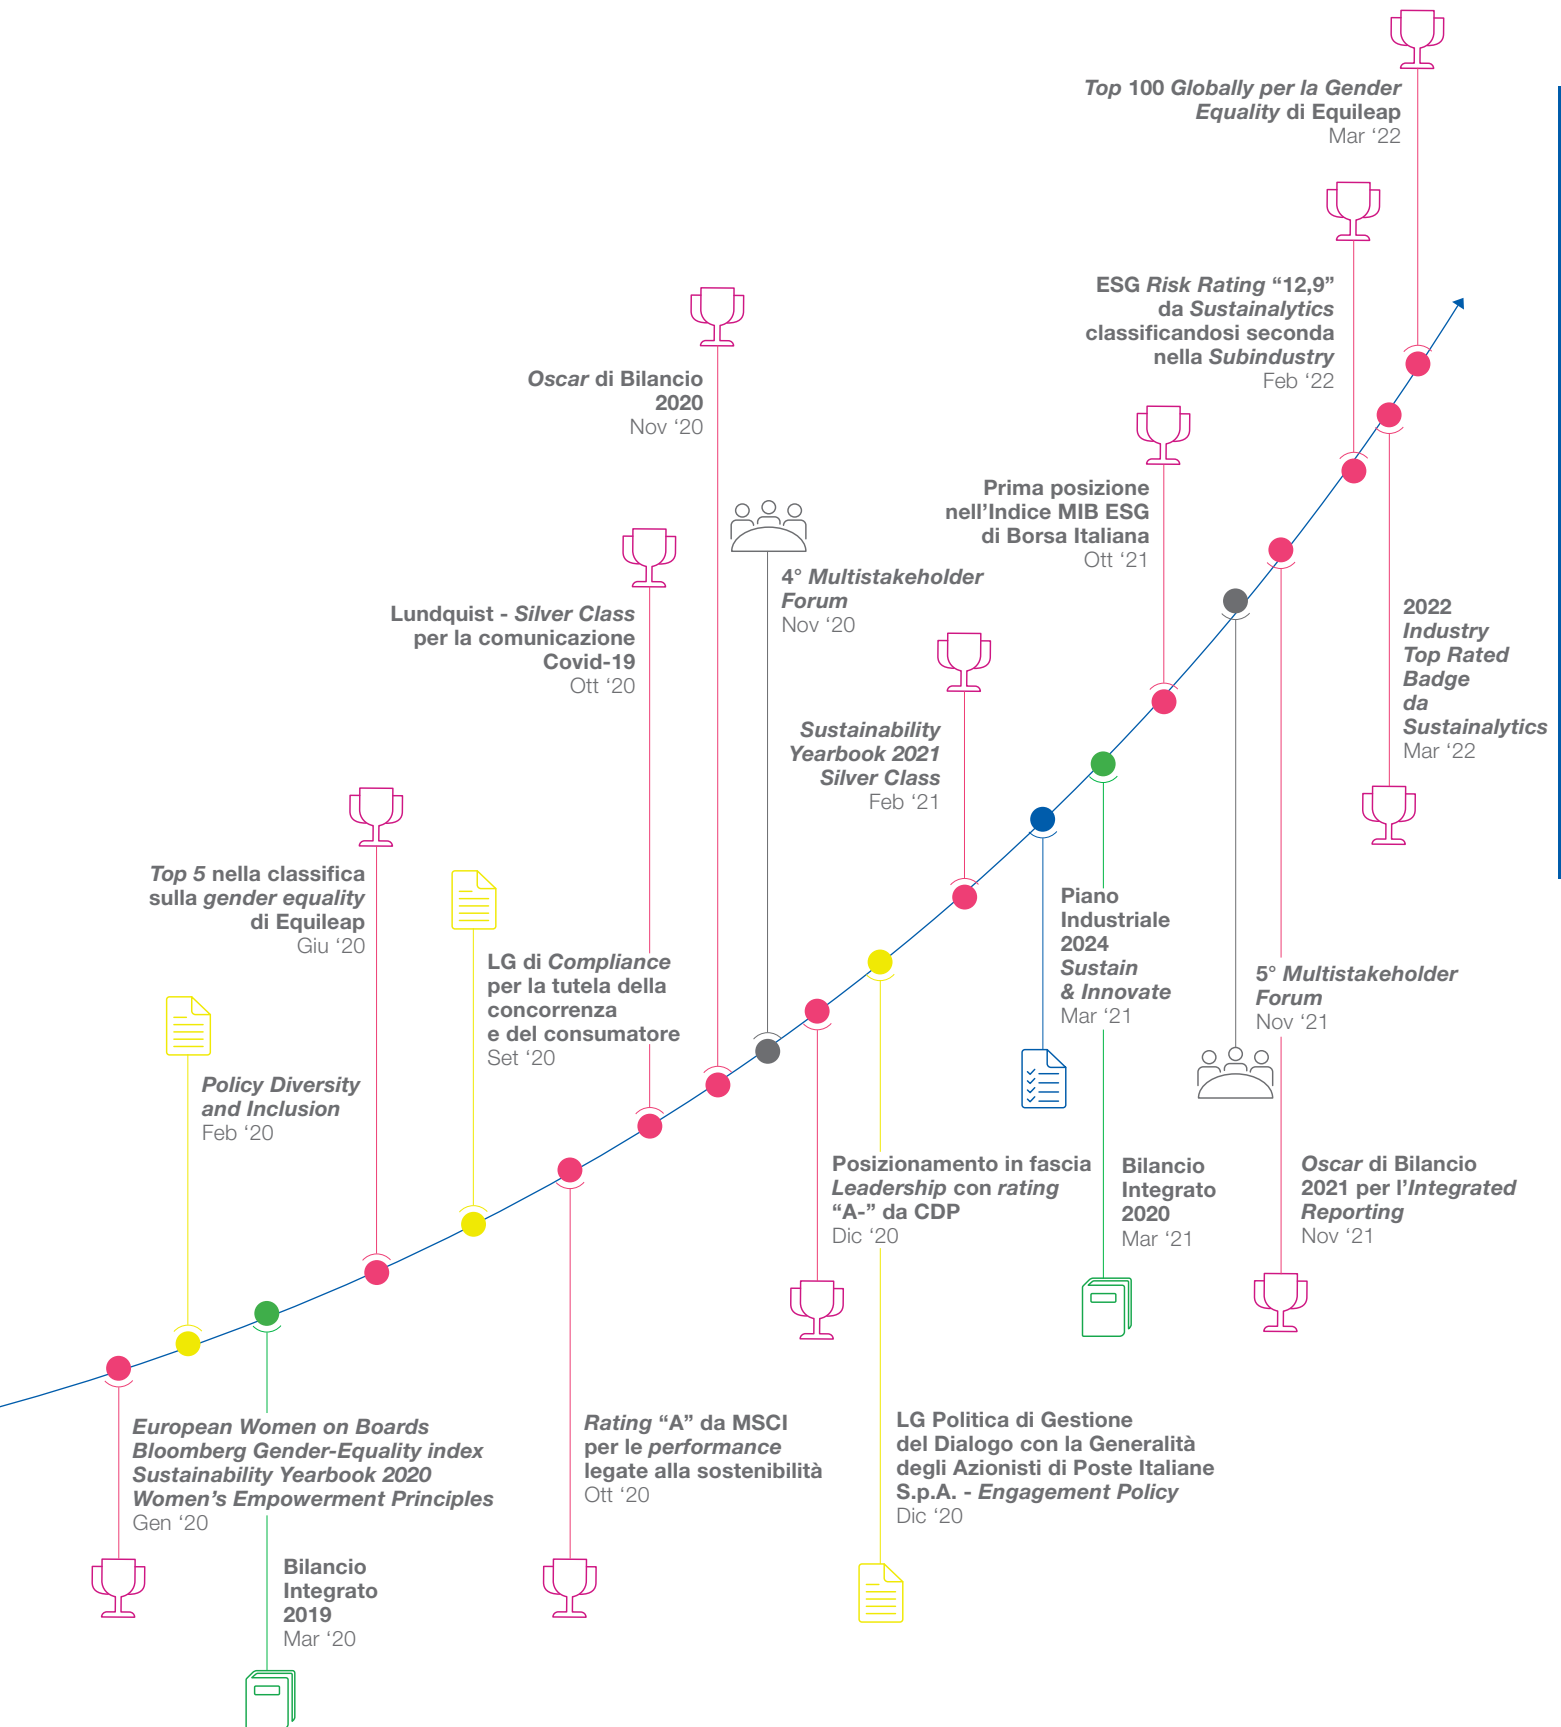 Top 100 Globally per la Gender
Equality di Equileap
Mar ‘22
ESG Risk Rating “12,9”
da Sustainalytics
classificandosi seconda
nella Subindustry
Feb ‘22
Oscar di Bilancio
2020
Nov ‘20
Prima posizione
nell’Indice MIB ESG
di Borsa Italiana
Ott ‘21
4° Multistakeholder
Forum
Nov ‘20
Lundquist - Silver Class
per la comunicazione
Covid-19
Ott ‘20
2022
Industry
Top Rated
Badge
da
Sustainalytics
Mar ‘22
Sustainability
Yearbook 2021
Silver Class
Feb ‘21
Top 5 nella classifica
sulla gender equality
di Equileap
Giu ‘20
Piano
Industriale
2024
Sustain
& Innovate
Mar ‘21
LG di Compliance
per la tutela della
concorrenza
e del consumatore
Set ‘20
5° Multistakeholder
Forum
Nov ‘21
Policy Diversity
and Inclusion
Feb ‘20
Posizionamento in fascia
Leadership con rating
“A-” da CDP
Dic ‘20
Bilancio
Integrato
2020
Mar ‘21
Oscar di Bilancio
2021 per l’Integrated
Reporting
Nov ‘21
European Women on Boards
Bloomberg Gender-Equality index
Sustainability Yearbook 2020
Women’s Empowerment Principles
Gen ‘20
Rating “A” da MSCI
per le performance
legate alla sostenibilità
Ott ‘20
LG Politica di Gestione
del Dialogo con la Generalità
degli Azionisti di Poste Italiane
S.p.A. - Engagement Policy
Dic ‘20
Bilancio
Integrato
2019
Mar ‘20